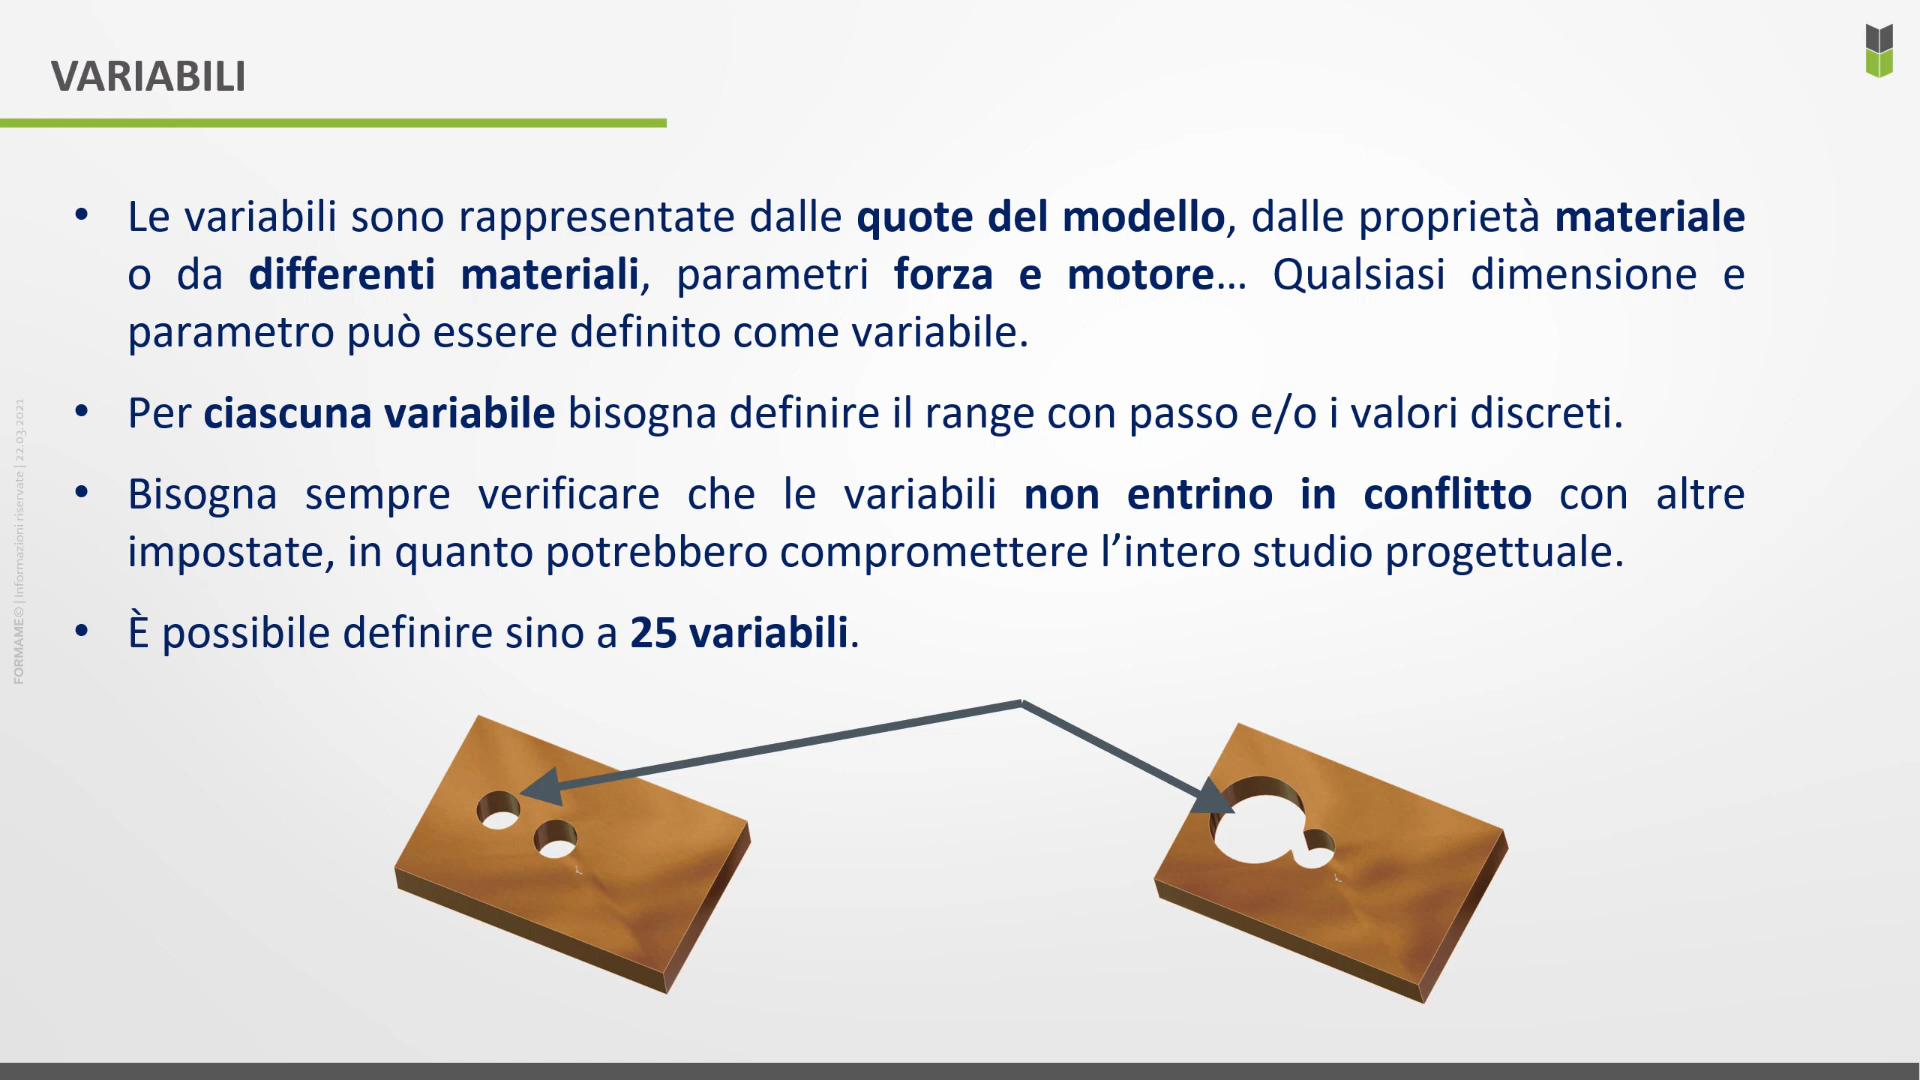 VARIABILI
• Le variabili sono rappresentate dalle quote del modello, dalle proprietà materiale
o da differenti materiali, parametri forza e motore… Qualsiasi dimensione e
parametro può essere definito come variabile.
• Per ciascuna variabile bisogna definire il range con passo e/o i valori discreti.
• Bisogna sempre verificare che le variabili non entrino in conflitto con altre
impostate, in quanto potrebbero compromettere l’intero studio progettuale.
• È possibile definire sino a 25 variabili.
FORMAME© | Informazioni riservate | 22.03.2021